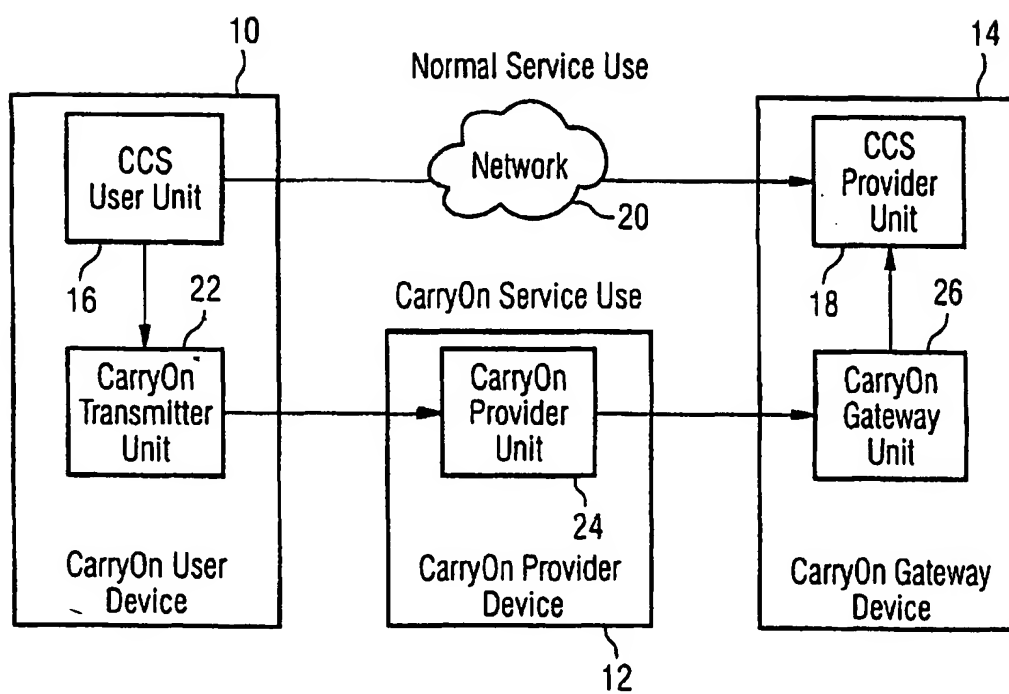 10
14
Normal Service Use
CCS
User Unit
Network
CCS
Provider
Unit
20
16
22
18
26
CarryOn Service Use
CarryOn
Transmitter
Unit
CarryOn
Provider
Unit
CarryOn
Gateway
Unit
24
CarryOn User
Device
CarryOn Provider
Device
CarryOn Gateway
Device
12